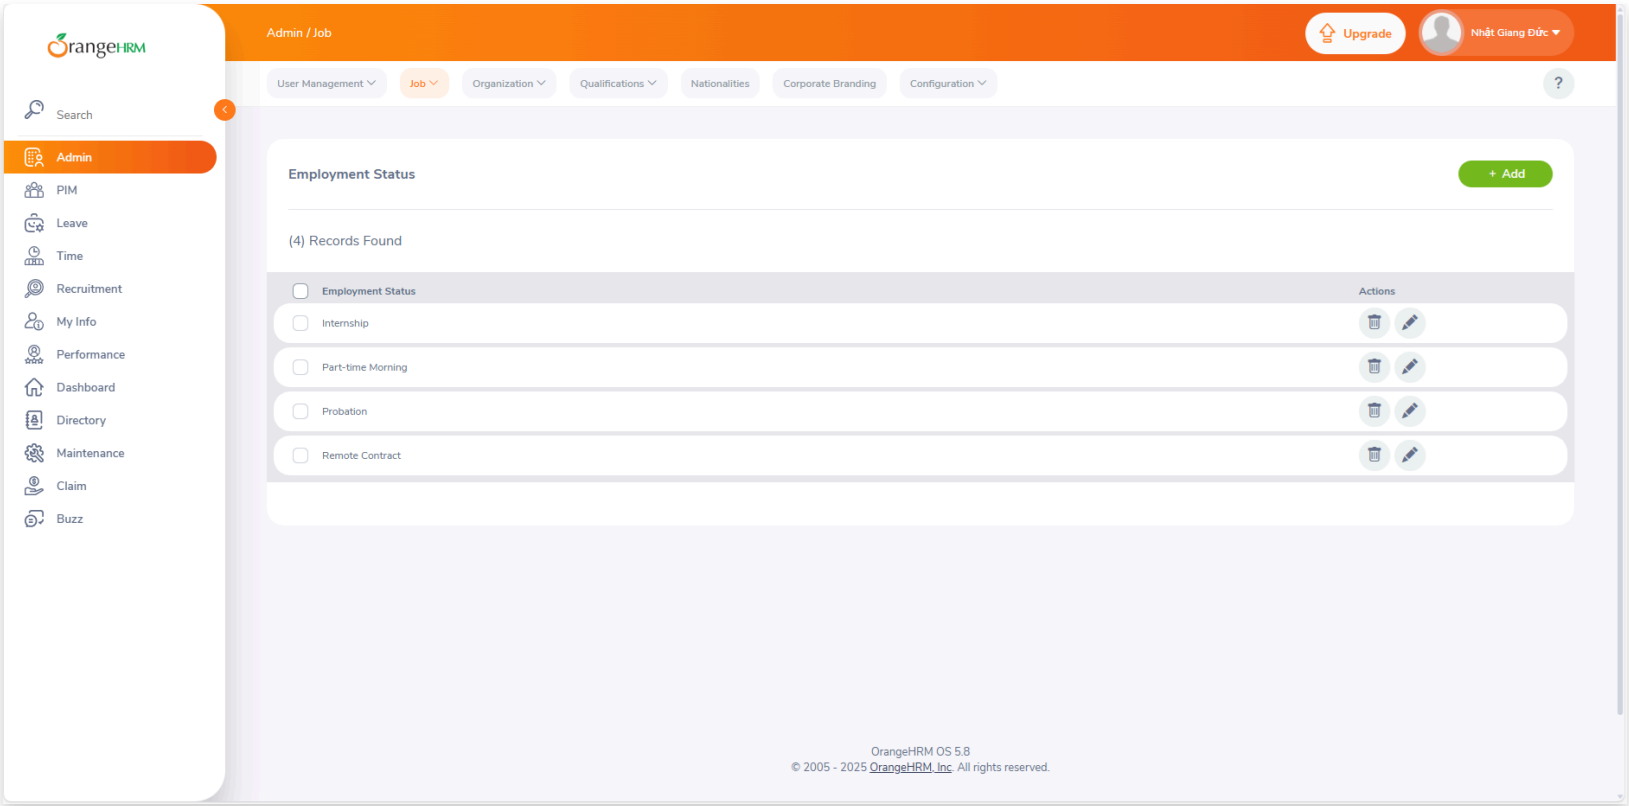 OrangeHRM
Search
Admin
PIM
Leave
Time
Recruitment
My Info
Performance
Dashboard
Directory
Maintenance
Claim
Buzz
Admin / Job
Upgrade
Nhật Giang Đức
User Management
Job
Organization
Qualifications
Nationalities
Corporate Branding
Configuration
?
Employment Status
+ Add
(4) Records Found
Employment Status Actions
Internship
Part-time Morning
Probation
Remote Contract
OrangeHRM OS 5.8
© 2005 - 2025 OrangeHRM, Inc. All rights reserved.